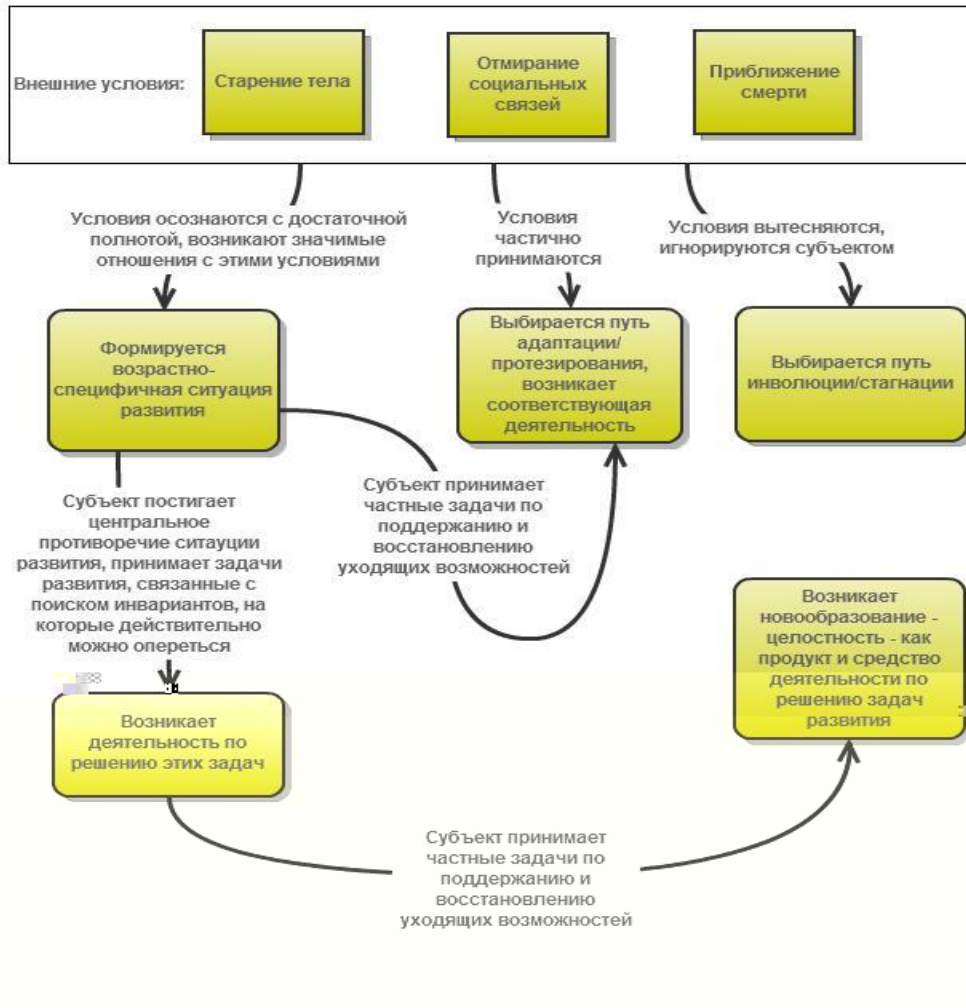 Внешние условия:
Старение тела
Отмирание
социальных
связей
Приближение
смерти
Условия осознаются с достаточной
полнотой, возникают значимые
отношения с этими условиями
Условия
частично
принимаются
Условия вытесняются,
игнорируются субъектом
Формируется
возрастно-
специфичная ситуация
развития
Выбирается путь
адаптации/
протезирования,
возникает
соответствующая
деятельность
Выбирается путь
инволюции/стагнации
Субъект постигает
центральное
противоречие ситауции
развития, принимает задачи
развития, связанные с
поиском инвариантов, на
которые действительно
можно опереться
Субъект принимает
частные задачи по
поддержанию и
восстановлению
уходящих возможностей
Возникает
новообразование -
целостность - как
продукт и средство
деятельности по
решению задач
развития
Возникает
деятельность по
решению этих задач
Субъект принимает
частные задачи по
поддержанию и
восстановлению
уходящих возможностей